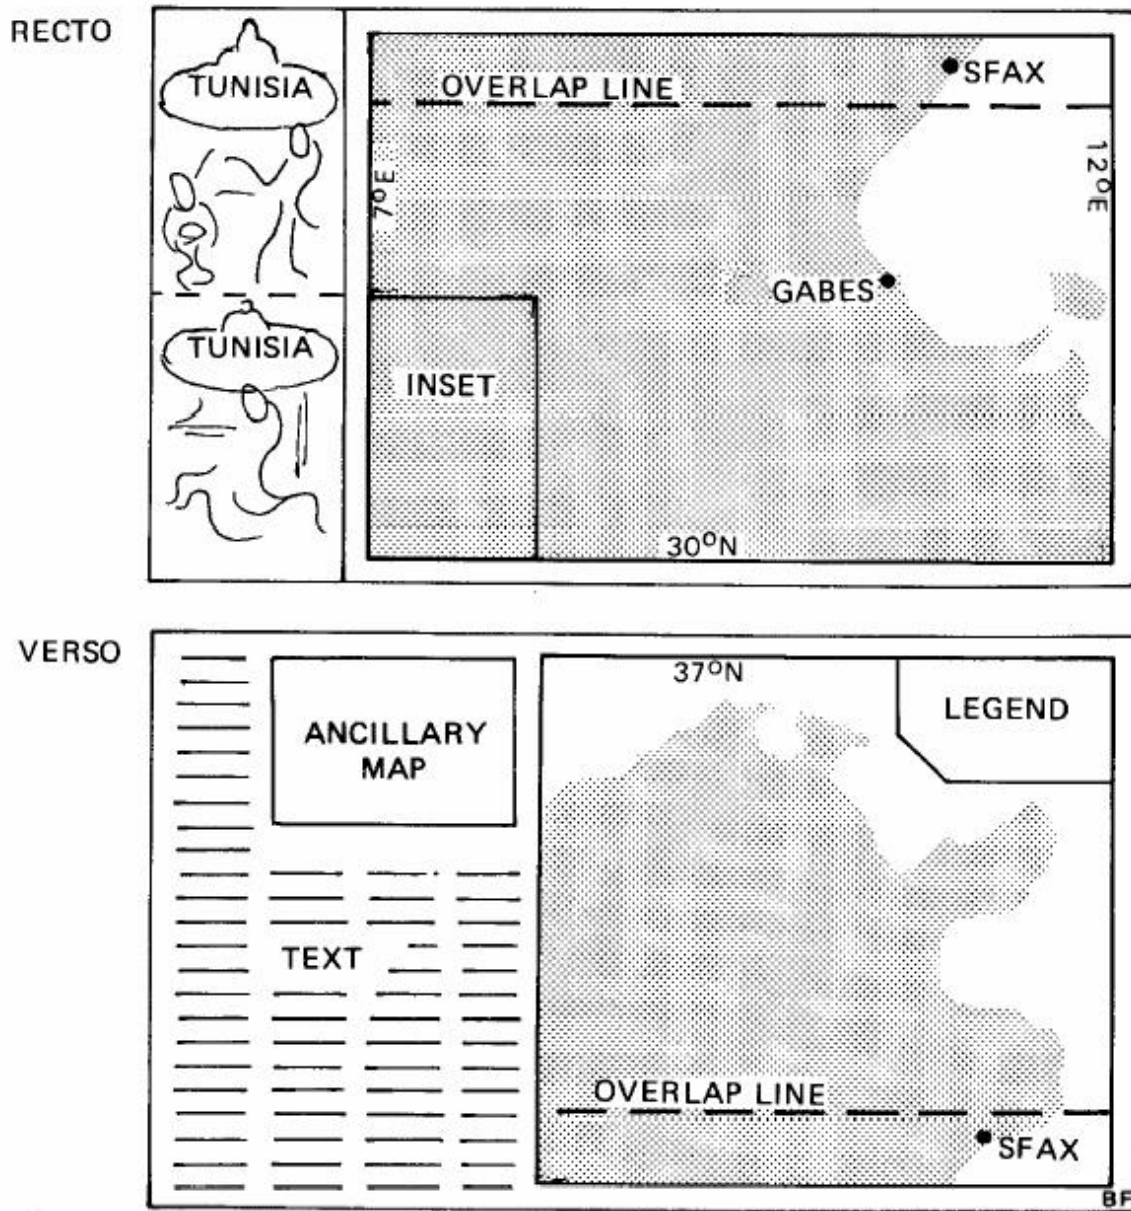 RECTO
TUNISIA
OVERLAP LINE
SFAX
7°E
12°E
GABES
TUNISIA
INSET
30°N
VERSO
ANCILLARY
MAP
37°N
LEGEND
TEXT
OVERLAP LINE
SFAX
BF